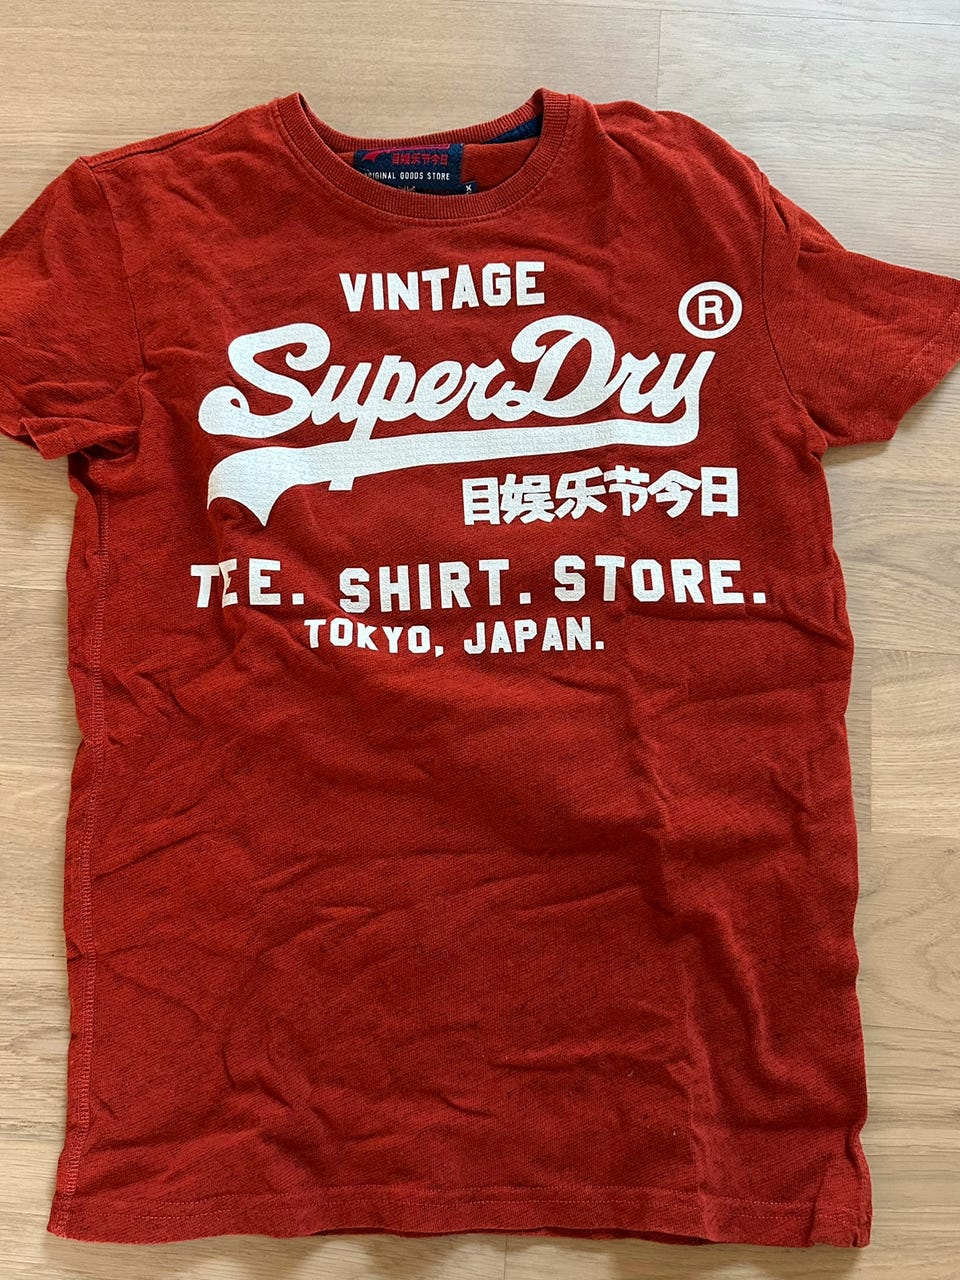 目娱乐节今日
ORIGINAL GOODS STORE
VINTAGE
SuperDry ®
目娱乐节今日
TEE. SHIRT. STORE.
TOKYO, JAPAN.